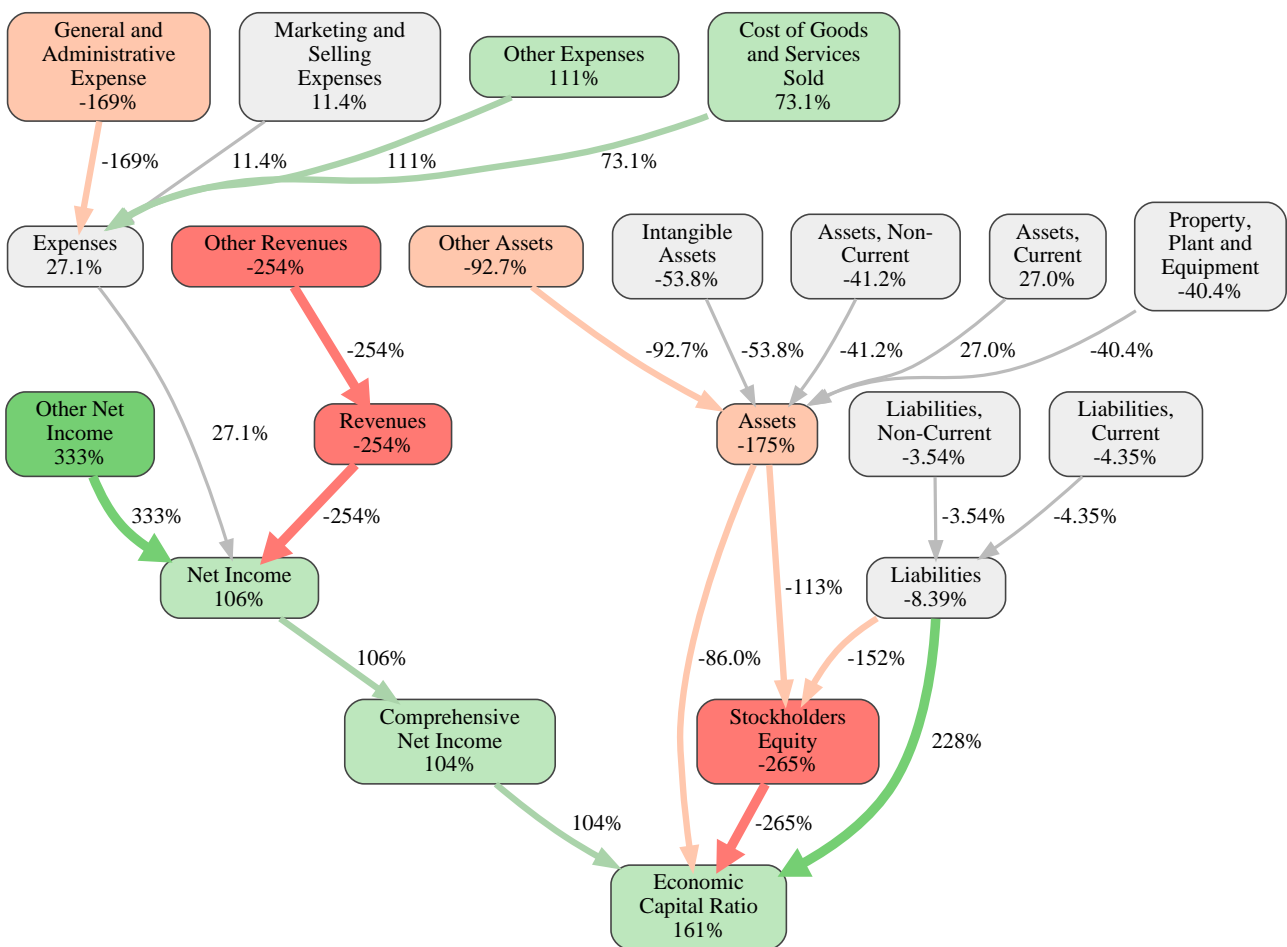 General and
Administrative
Expense
-169%
Marketing and
Selling
Expenses
11.4%
Other Expenses
111%
Cost of Goods
and Services
Sold
73.1%
-169%
11.4%
111%
73.1%
Expenses
27.1%
Other Revenues
-254%
Other Assets
-92.7%
Intangible
Assets
-53.8%
Assets, Non-
Current
-41.2%
Assets,
Current
27.0%
Property,
Plant and
Equipment
-40.4%
-254%
-92.7%
-53.8%
-41.2%
27.0%
-40.4%
Other Net
Income
333%
27.1%
Revenues
-254%
Assets
-175%
Liabilities,
Non-Current
-3.54%
Liabilities,
Current
-4.35%
333%
-254%
-3.54%
-4.35%
Net Income
106%
-113%
Liabilities
-8.39%
106%
-86.0%
-152%
Comprehensive
Net Income
104%
Stockholders
Equity
-265%
228%
104%
-265%
Economic
Capital Ratio
161%